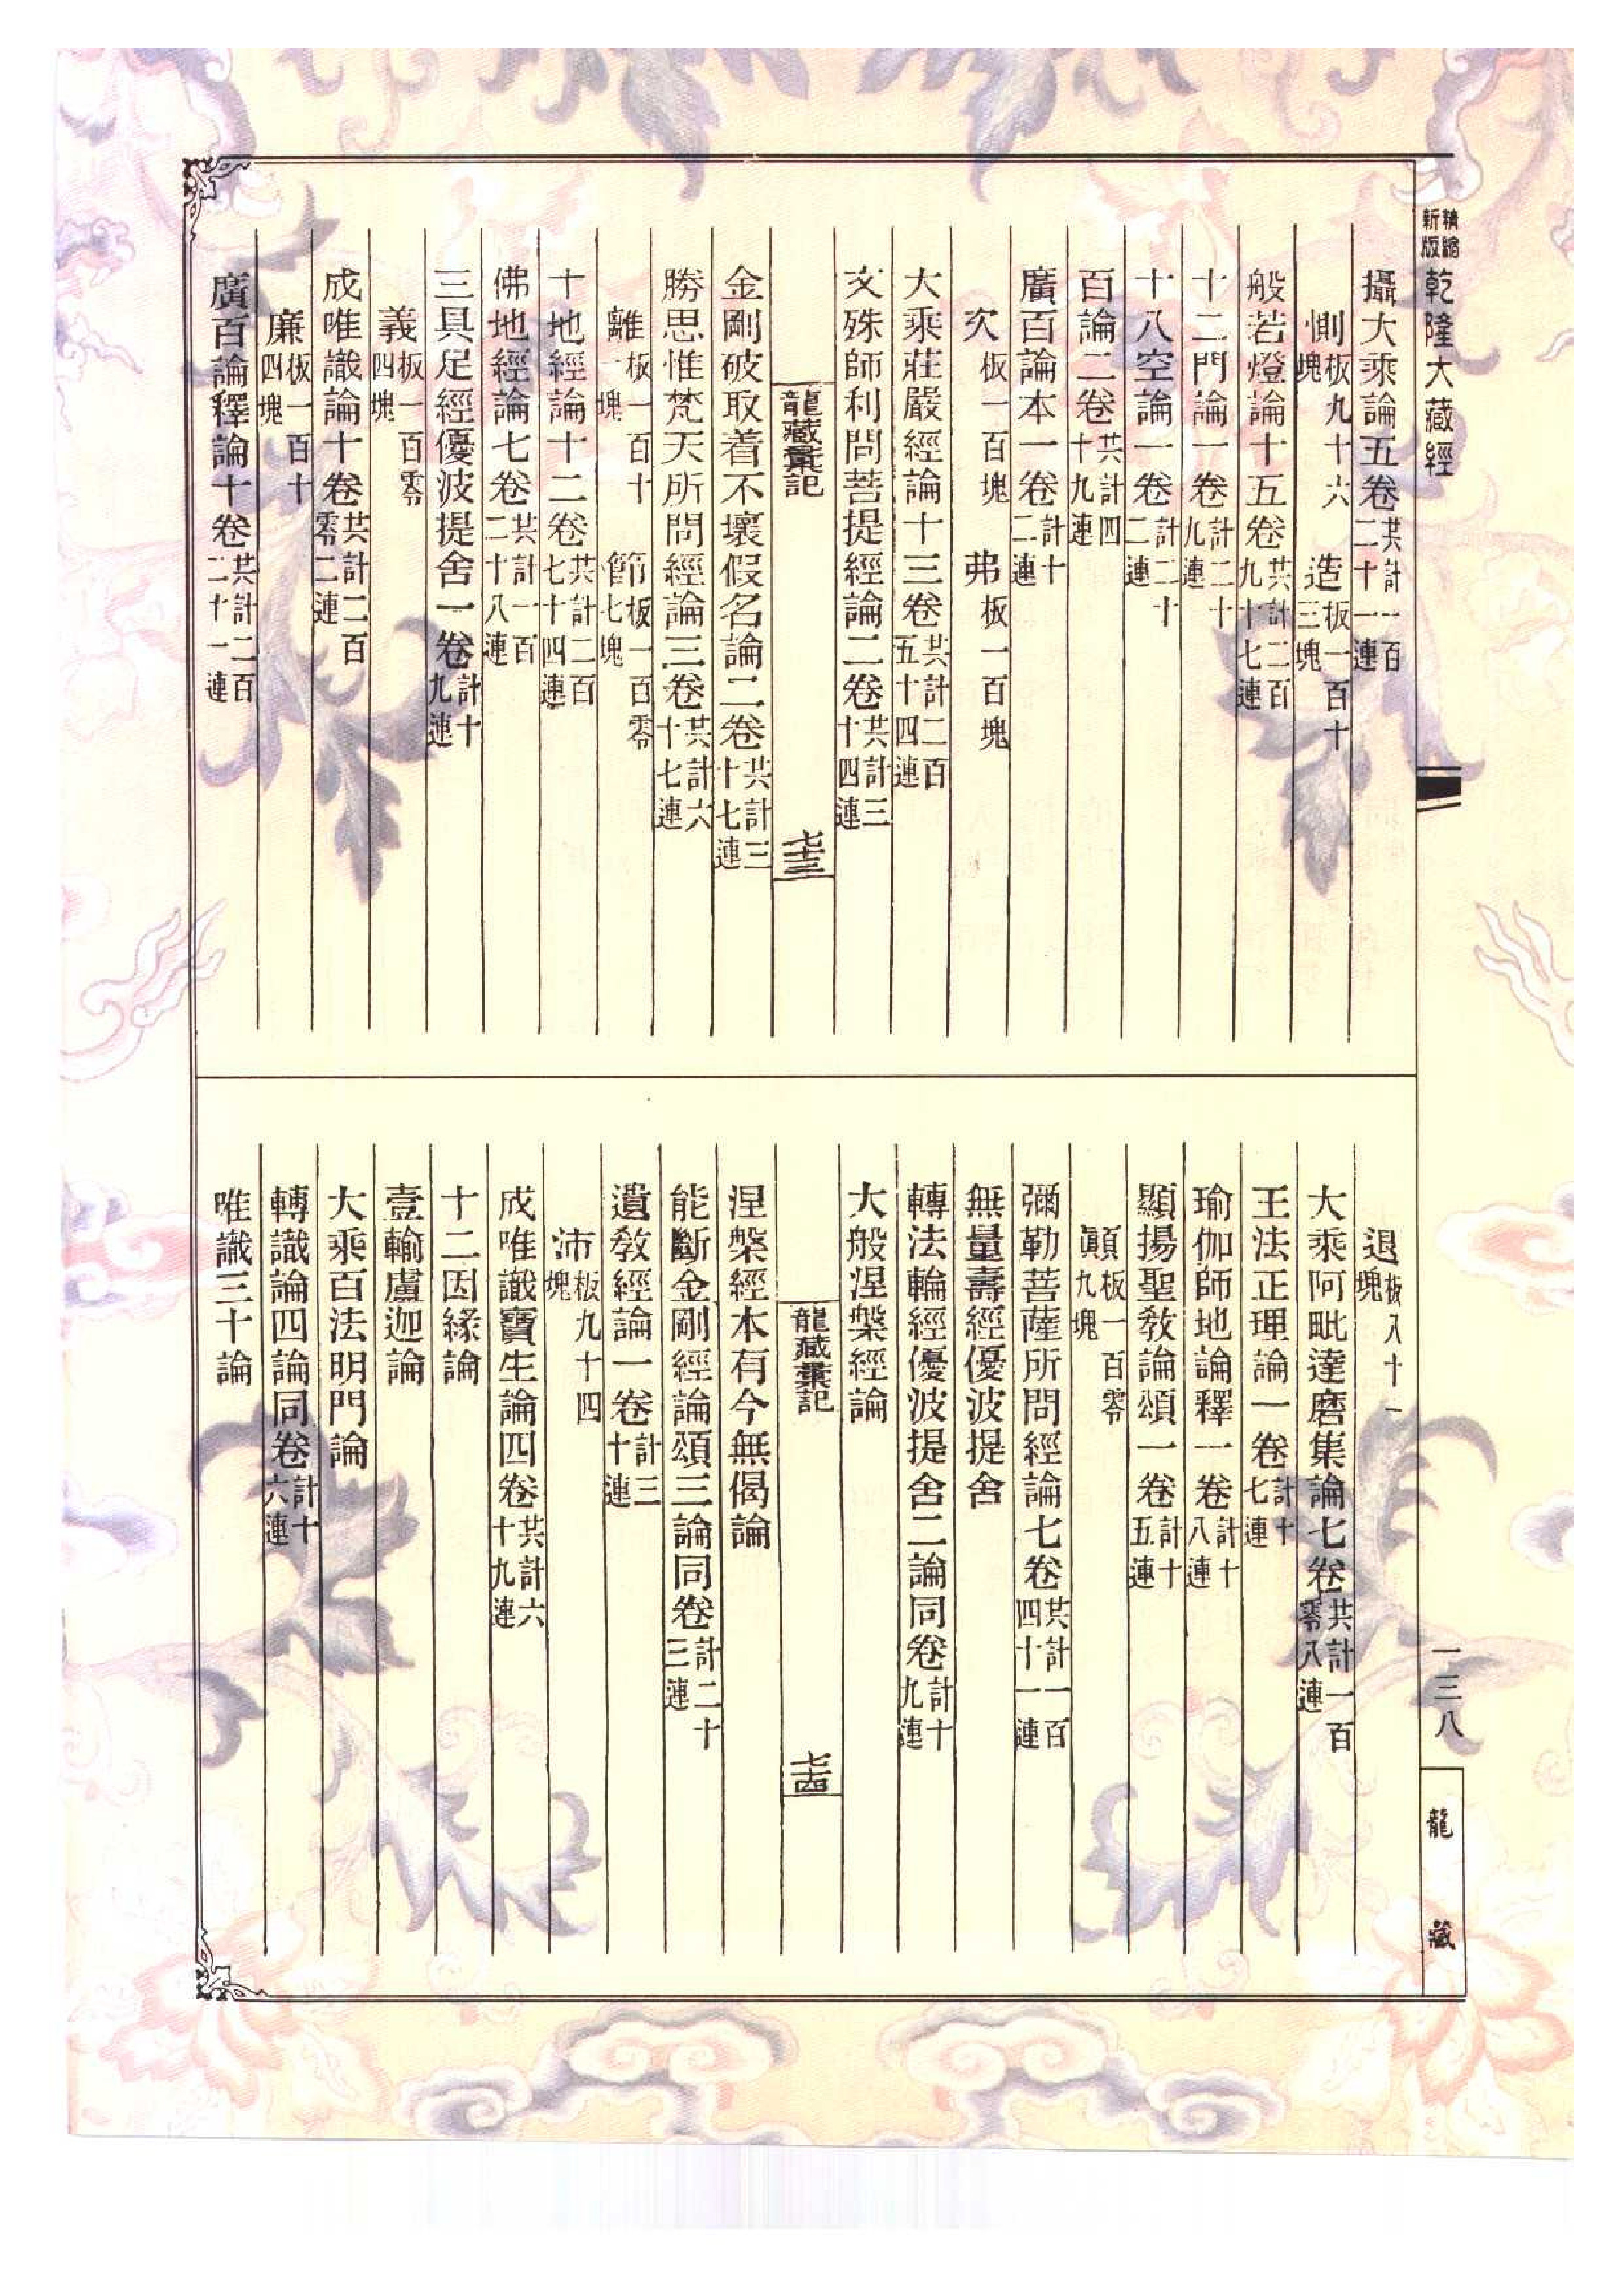 新版精縮乾隆大藏經
一三八
龍藏
攝大乘論五卷共計一百二十一連
惻板九十六塊 造板一百十三塊
般若燈論十五卷共計二百九十七連
十二門論一卷計二十九連
十八空論一卷計二十二連
百論二卷共計四十九連
廣百論本一卷計十二連
次板一百塊 弗板一百塊
大乘莊嚴經論十三卷共計二百五十四連
文殊師利問菩提經論二卷共計三十四連
龍藏彙記 七十三
金剛破取着不壞假名論二卷共計三十七連
勝思惟梵天所問經論三卷共計六十七連
離板一百十一塊 節板一百零七塊
十地經論十二卷共計二百七十四連
佛地經論七卷共計一百二十八連
三具足經優波提舍一卷計十九連
義板一百零四塊
成唯識論十卷共計二百零二連
廉板一百十四塊
廣百論釋論十卷共計二百二十一連
退板八十一塊
大乘阿毗達磨集論七卷共計一百零八連
王法正理論一卷計十七連
瑜伽師地論釋一卷計十八連
顯揚聖教論頌一卷計十五連
顛板一百零九塊
彌勒菩薩所問經論七卷共計一百四十一連
無量壽經優波提舍
轉法輪經優波提舍二論同卷計十九連
大般涅槃經論
龍藏彙記 七十四
涅槃經本有今無偈論
能斷金剛經論頌三論同卷計二十三連
遺教經論一卷計三十連
沛板九十四塊
成唯識寶生論四卷共計六十九連
十二因緣論
壹輸盧迦論
大乘百法明門論
轉識論四論同卷計十六連
唯識三十論